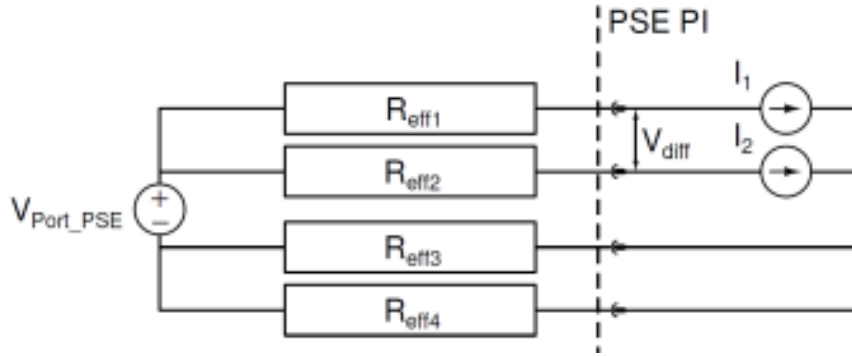 PSE PI
I1
Reff1
Vdiff
I2
Reff2
+
VPort_PSE
−
Reff3
Reff4